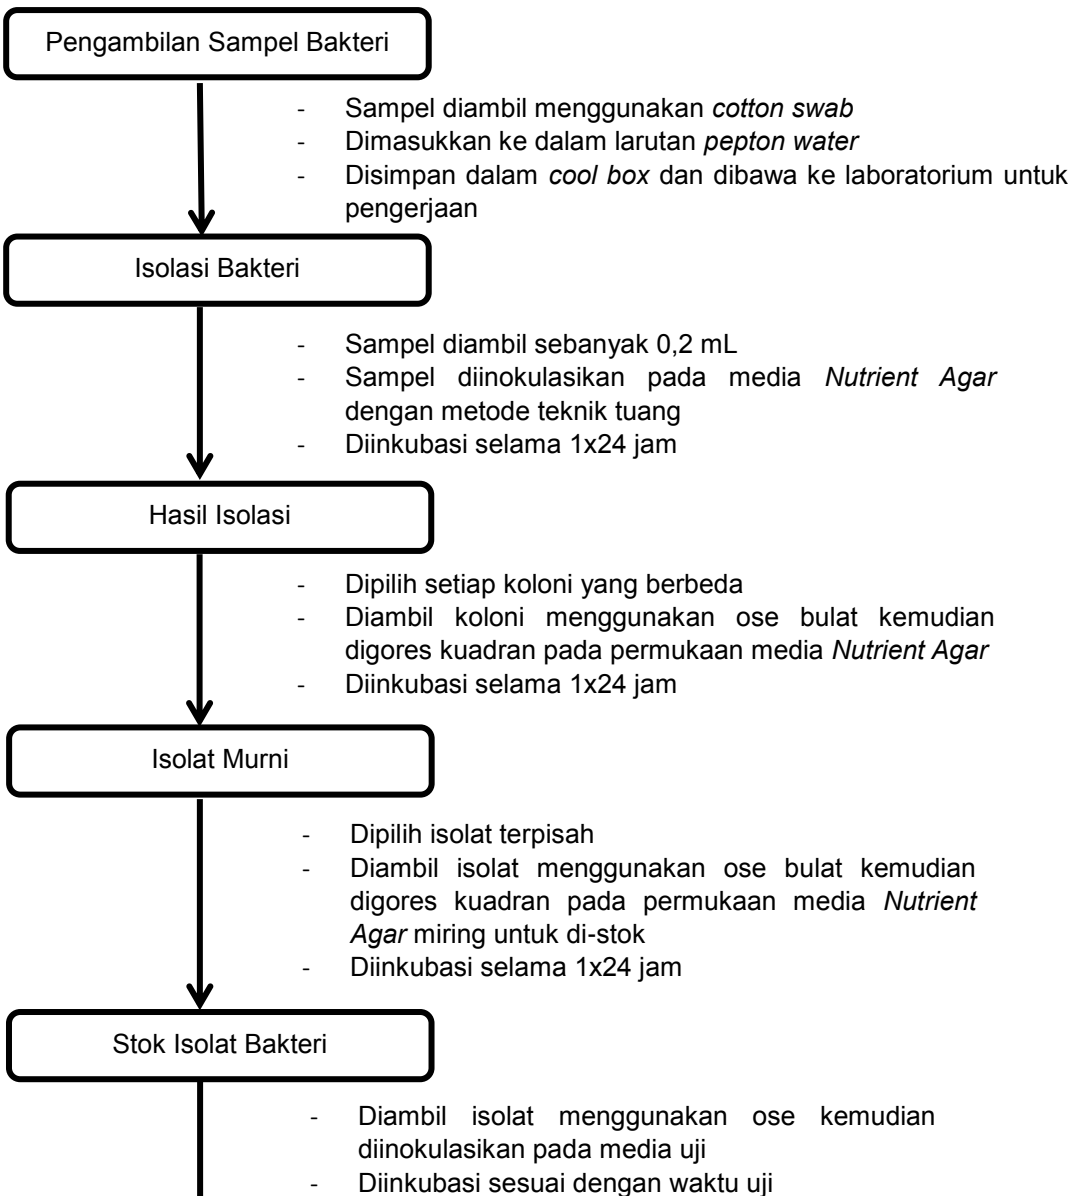 Pengambilan Sampel Bakteri
- Sampel diambil menggunakan cotton swab
- Dimasukkan ke dalam larutan pepton water
- Disimpan dalam cool box dan dibawa ke laboratorium untuk
pengerjaan
Isolasi Bakteri
- Sampel diambil sebanyak 0,2 mL
- Sampel diinokulasikan pada media Nutrient Agar
dengan metode teknik tuang
- Diinkubasi selama 1x24 jam
Hasil Isolasi
- Dipilih setiap koloni yang berbeda
- Diambil koloni menggunakan ose bulat kemudian
digores kuadran pada permukaan media Nutrient Agar
- Diinkubasi selama 1x24 jam
Isolat Murni
- Dipilih isolat terpisah
- Diambil isolat menggunakan ose bulat kemudian
digores kuadran pada permukaan media Nutrient
Agar miring untuk di-stok
- Diinkubasi selama 1x24 jam
Stok Isolat Bakteri
- Diambil isolat menggunakan ose kemudian
diinokulasikan pada media uji
- Diinkubasi sesuai dengan waktu uji